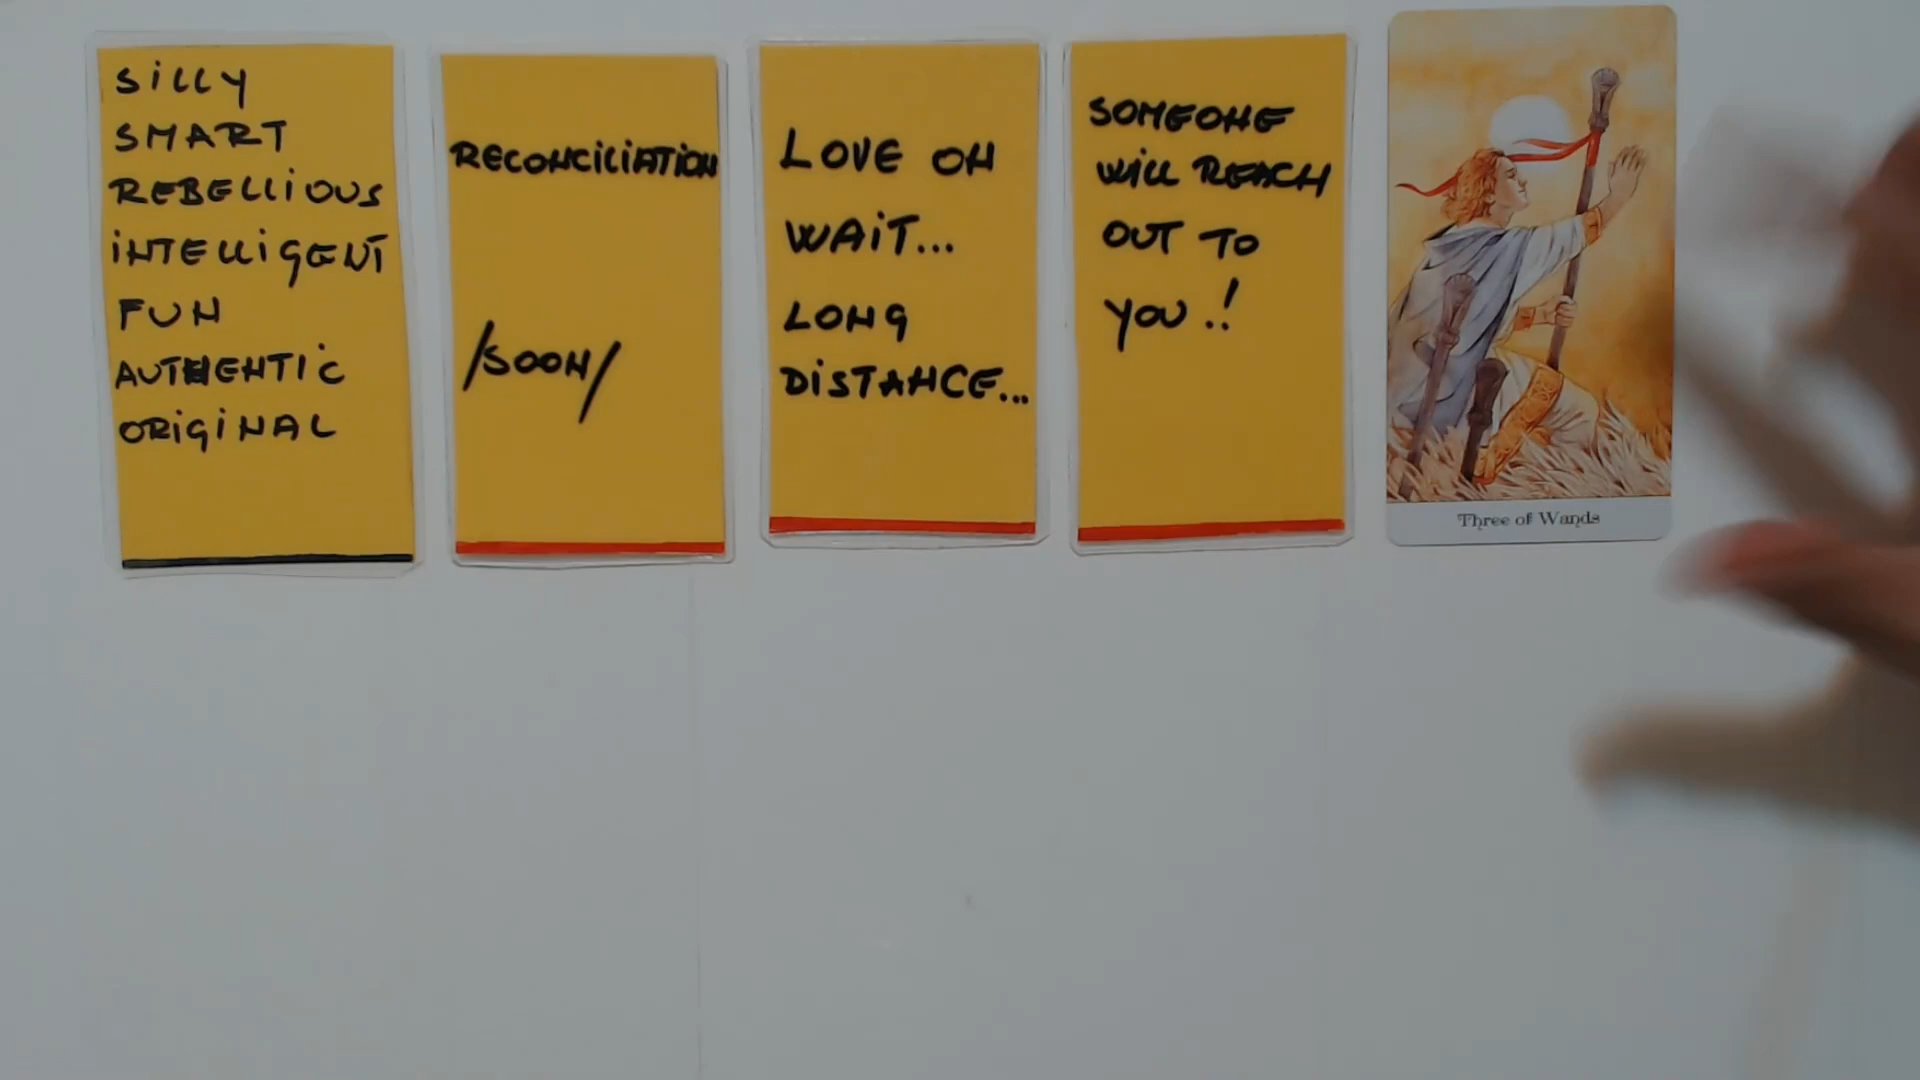 SILLY
SMART
REBELLIOUS
INTELLIGENT
FUN
AUTHENTIC
ORIGINAL
RECONCILIATION
/SOON/
LOVE ON
WAIT...
LONG
DISTANCE...
SOMEONE
WILL REACH
OUT TO
YOU!
Three of Wands